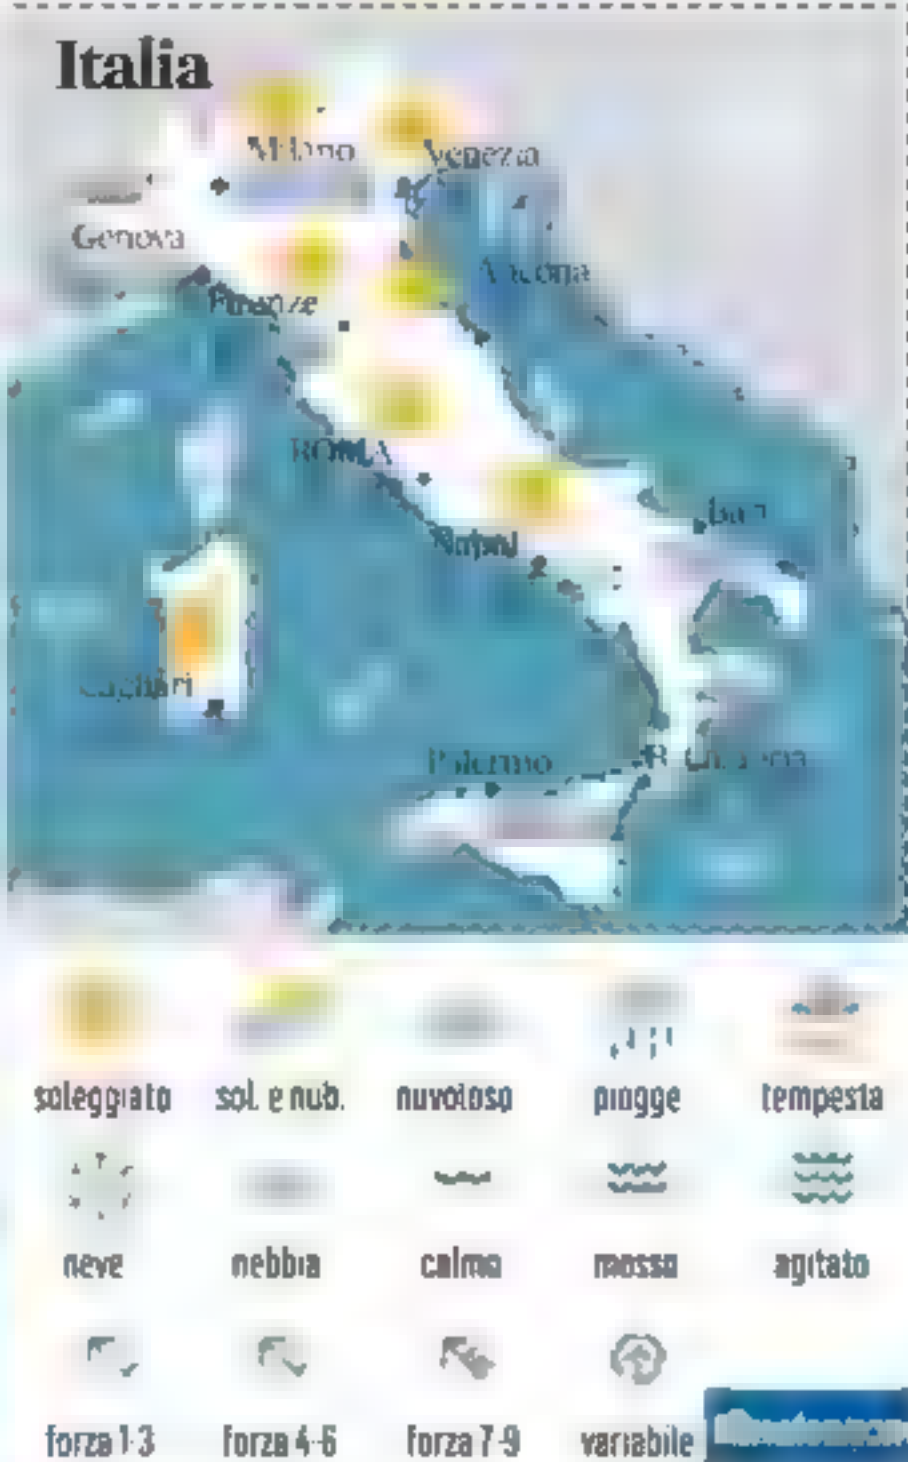 Italia
Milano
Venezia
Genova
Ancona
Firenze
ROMA
Bari
Napoli
Cagliari
Palermo
R. Calabria
soleggiato sol. e nub. nuvoloso piogge tempesta
neve nebbia calmo mosso agitato
forza 1-3 forza 4-6 forza 7-9 variabile